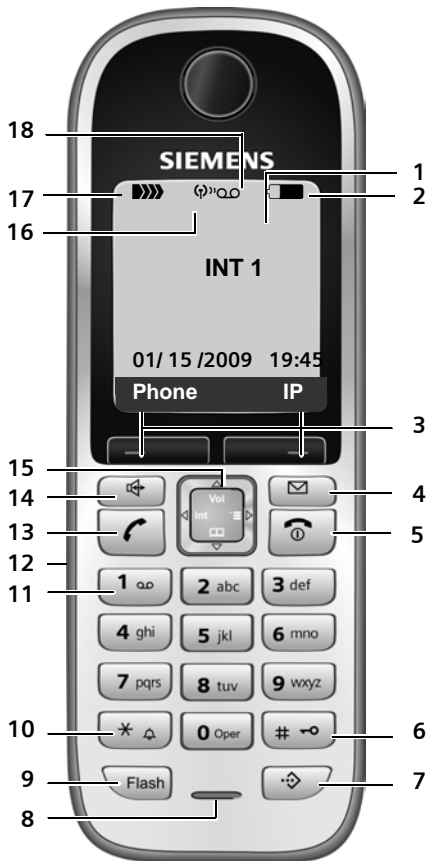 18
SIEMENS
1
17
2
16
INT 1
01/ 15 /2009 19:45
Phone IP
3
15
Vol
14
4
Int
13
5
12
11
1
2 abc
3 def
4 ghi
5 jkl
6 mno
7 pqrs
8 tuv
9 wxyz
10
*
0 Oper
#
6
9
Flash
7
8